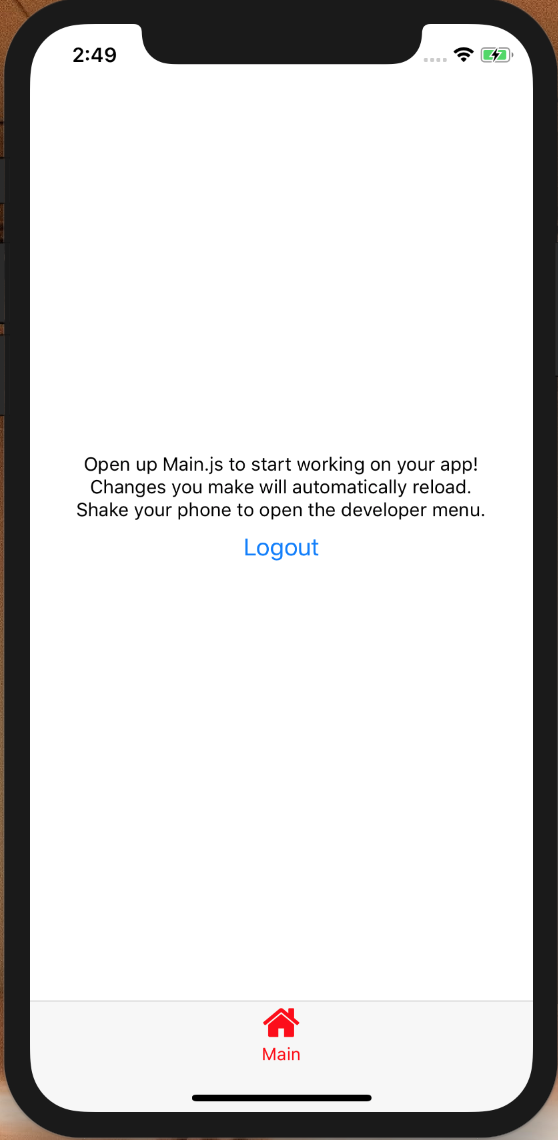 2:49
Open up Main.js to start working on your app!
Changes you make will automatically reload.
Shake your phone to open the developer menu.
Logout
Main